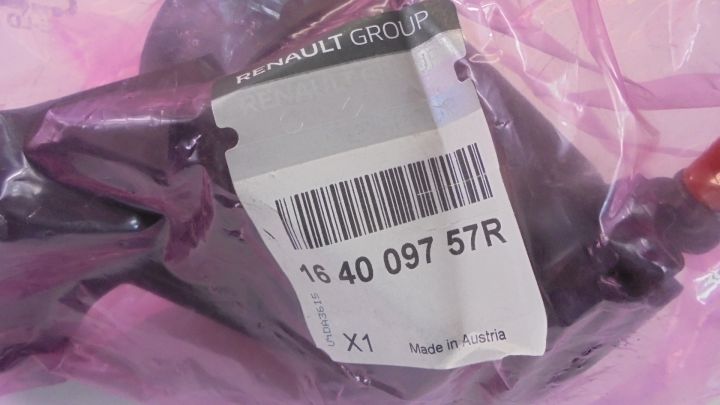 RENAULT GROUP
16 40 097 57R
X1
Made in Austria